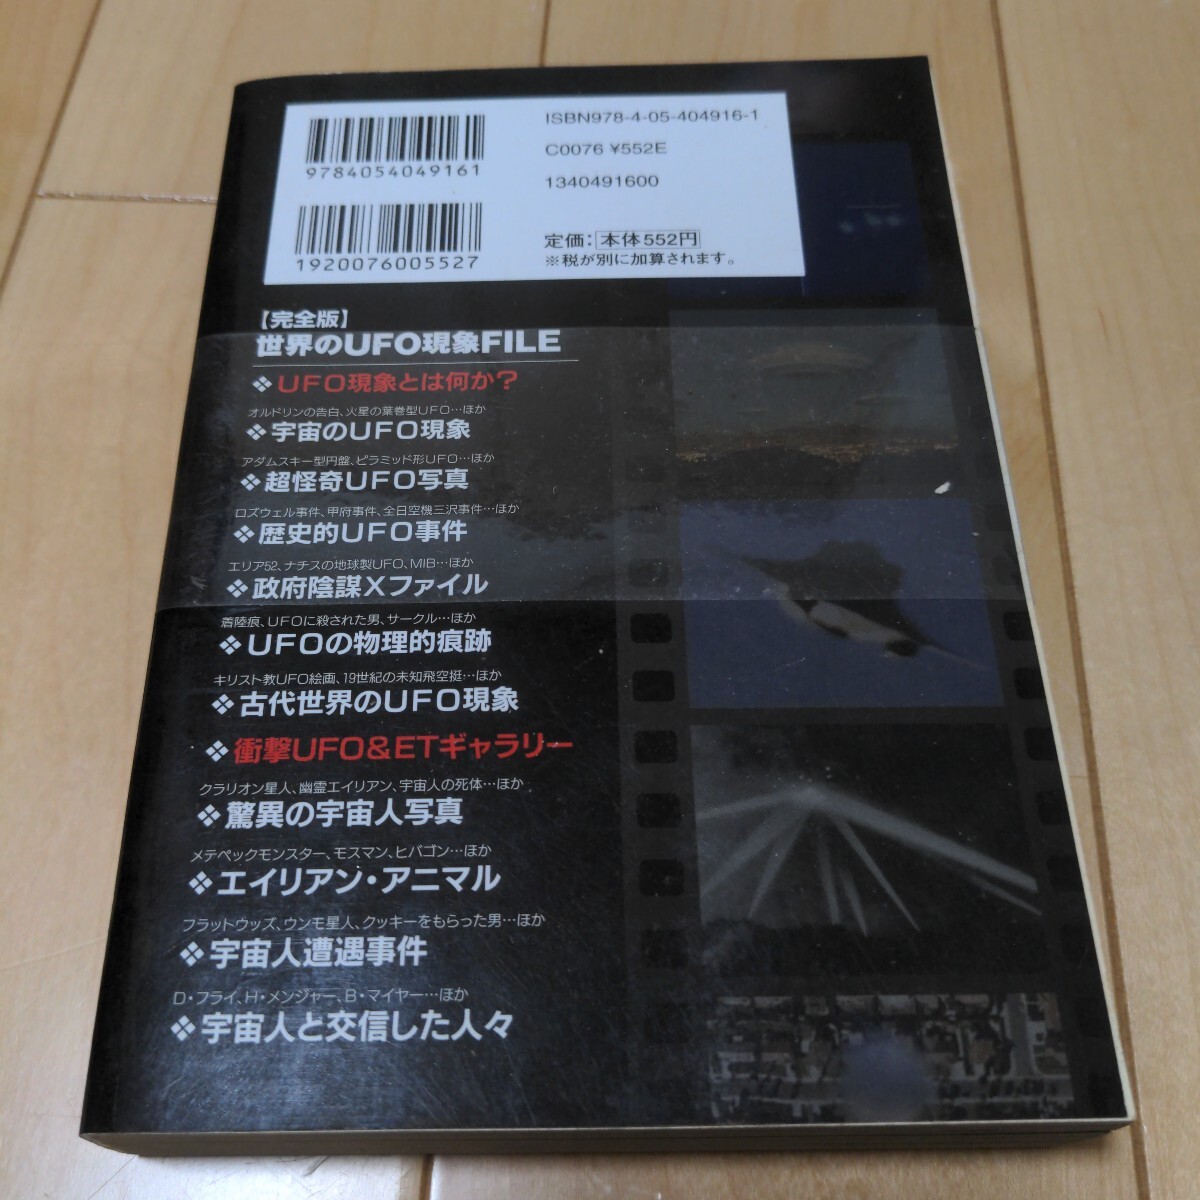 ISBN978-4-05-404916-1
C0076 ¥552E
1340491600
定価：本体552円
※税が別に加算されます。
9784054049161
1920076005527
【完全版】
世界のUFO現象FILE
❖UFO現象とは何か？
オルドリンの告白、火星の葉巻型UFO…ほか
❖宇宙のUFO現象
アダムスキー型円盤、ピラミッド形UFO…ほか
❖超怪奇UFO写真
ロズウェル事件、甲府事件、全日空機三沢事件…ほか
❖歴史的UFO事件
エリア52、ナチスの地球製UFO、MIB…ほか
❖政府陰謀Xファイル
着陸痕、UFOに殺された男、サークル…ほか
❖UFOの物理的痕跡
キリスト教UFO絵画、19世紀の未知飛空挺…ほか
❖古代世界のUFO現象
❖衝撃UFO＆ETギャラリー
クラリオン星人、幽霊エイリアン、宇宙人の死体…ほか
❖驚異の宇宙人写真
メテペックモンスター、モスマン、ヒバゴン…ほか
❖エイリアン・アニマル
フラットウッズ、ウンモ星人、クッキーをもらった男…ほか
❖宇宙人遭遇事件
D・フライ、H・メンジャー、B・マイヤー…ほか
❖宇宙人と交信した人々